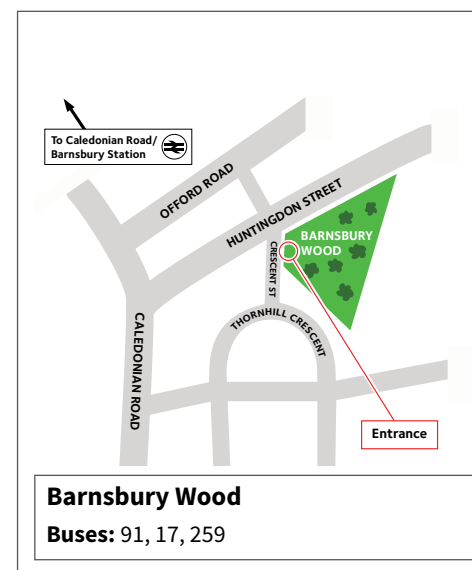 To Caledonian Road/
Barnsbury Station
OFFORD ROAD
HUNTINGDON STREET
BARNSBURY
WOOD
CRESCENT ST
THORNHILL CRESCENT
CALEDONIAN ROAD
Entrance
Barnsbury Wood
Buses: 91, 17, 259